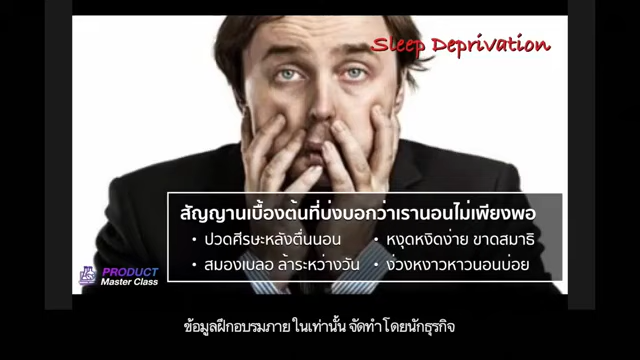 Sleep Deprivation
สัญญานเบื้องต้นที่บ่งบอกว่าเรานอนไม่เพียงพอ
• ปวดศีรษะหลังตื่นนอน • หงุดหงิดง่าย ขาดสมาธิ
• สมองเบลอ ล้าระหว่างวัน • ง่วงหงาวหาวนอนบ่อย
PRODUCT
Master Class
ข้อมูลฝึกอบรมภาย ในเท่านั้น จัดทำโดยนักธุรกิจ